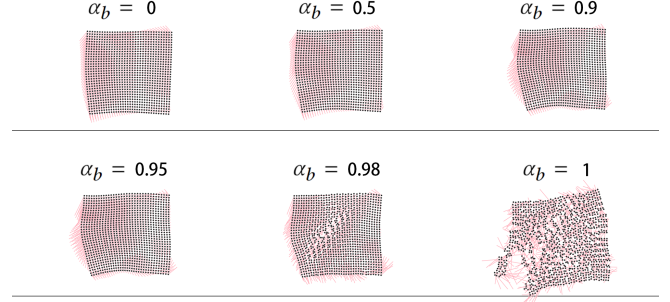 α_b = 0
α_b = 0.5
α_b = 0.9
α_b = 0.95
α_b = 0.98
α_b = 1